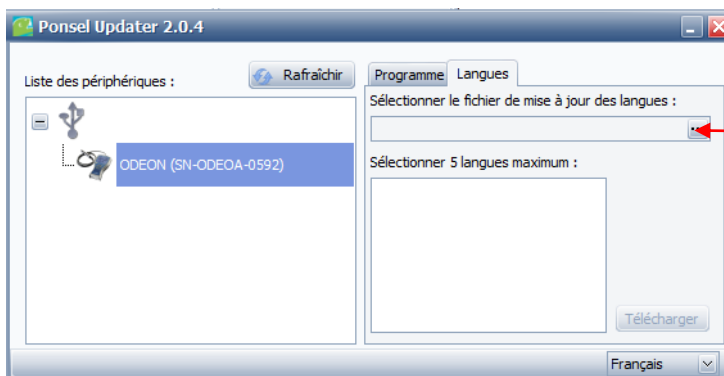 Ponsel Updater 2.0.4
Liste des périphériques :
Rafraîchir
ODEON (SN-ODEOA-0592)
Programme
Langues
Sélectionner le fichier de mise à jour des langues :
Sélectionner 5 langues maximum :
Télécharger
Français